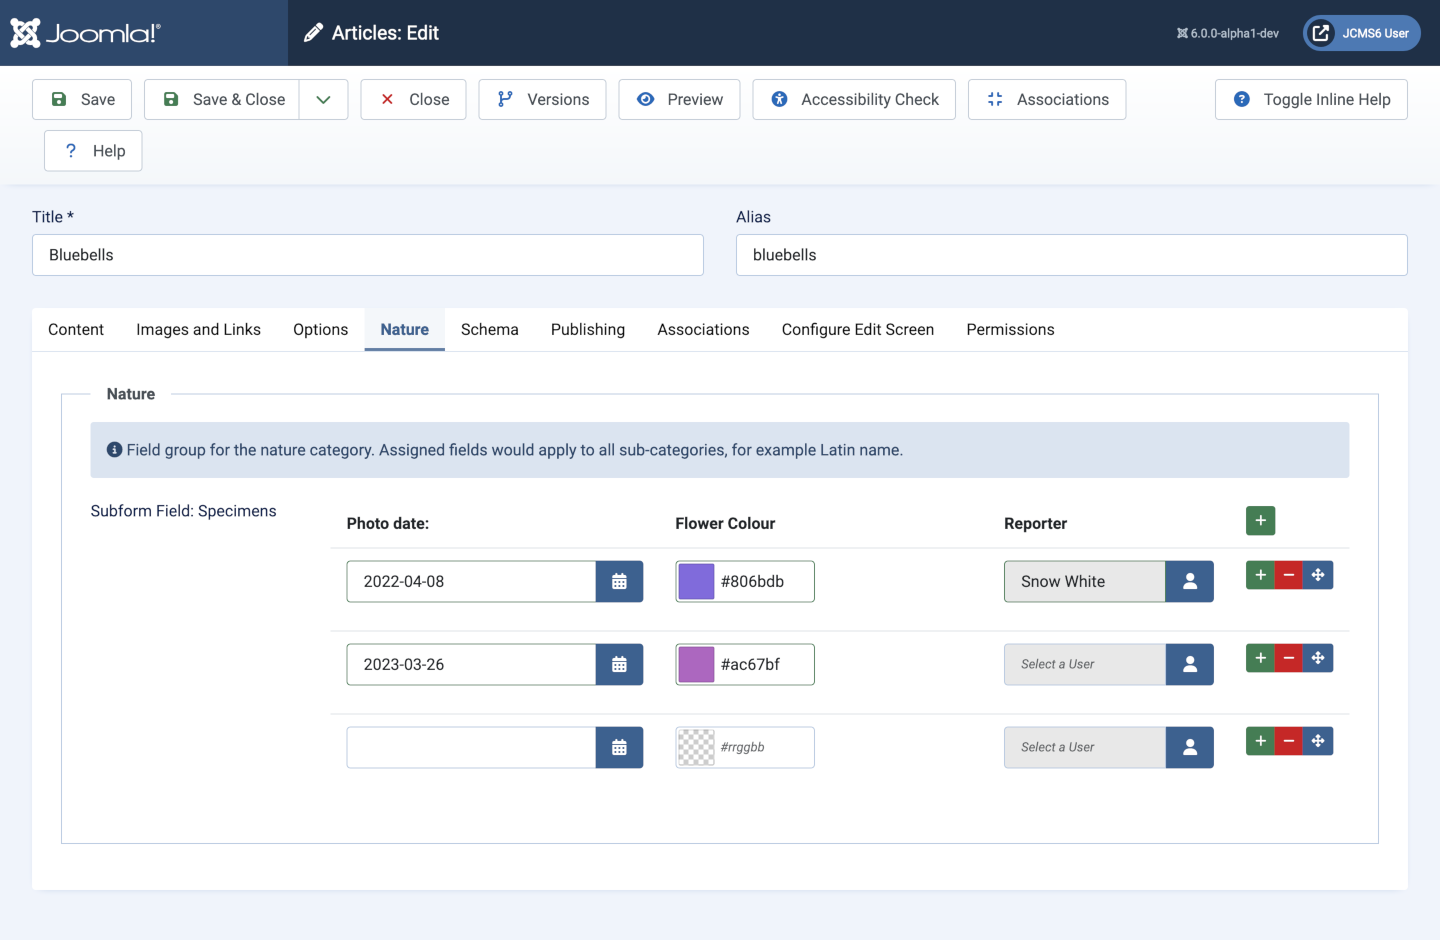 Joomla!®
Articles: Edit
6.0.0-alpha1-dev
JCMS6 User
Save
Save & Close
Close
Versions
Preview
Accessibility Check
Associations
Toggle Inline Help
? Help
Title *
Alias
Bluebells
bluebells
Content
Images and Links
Options
Nature
Schema
Publishing
Associations
Configure Edit Screen
Permissions
Nature
Field group for the nature category. Assigned fields would apply to all sub-categories, for example Latin name.
Subform Field: Specimens
Photo date:
Flower Colour
Reporter
2022-04-08
#806bdb
Snow White
2023-03-26
#ac67bf
Select a User
#rrggbb
Select a User